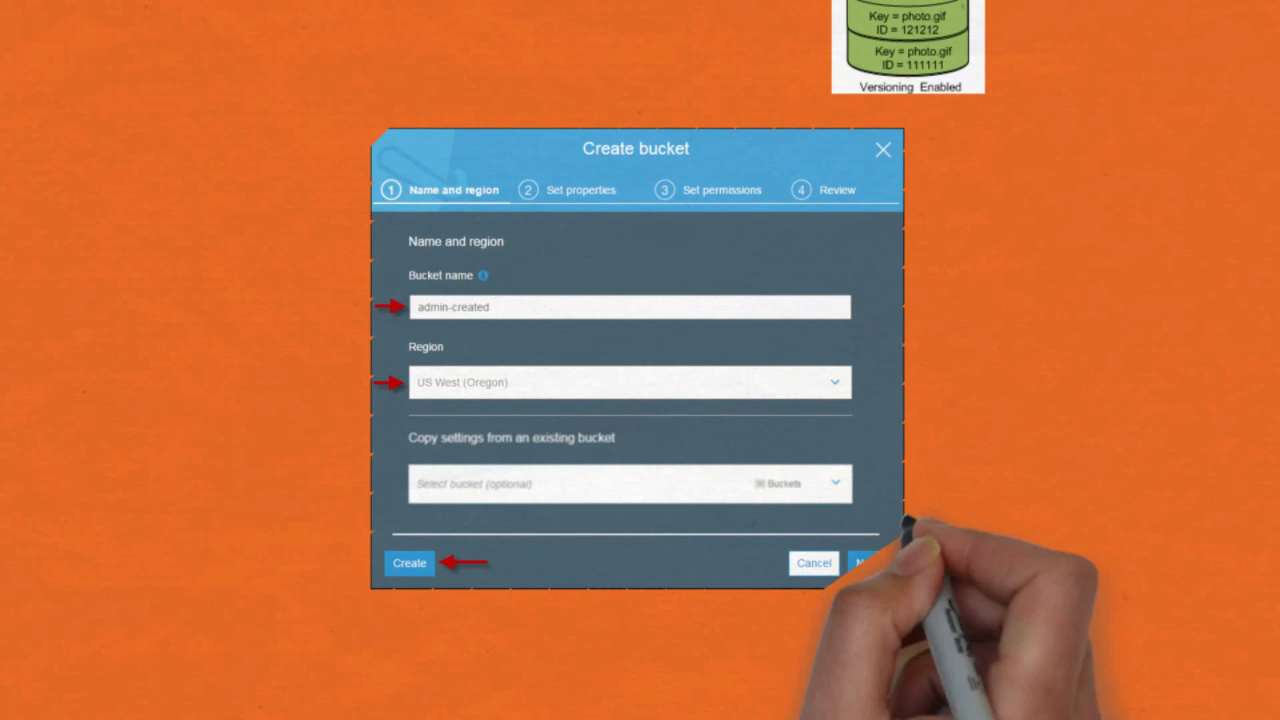 Key = photo.gif
ID = 121212
Key = photo.gif
ID = 111111
Versioning Enabled
Create bucket
1 Name and region 2 Set properties 3 Set permissions 4 Review
Name and region
Bucket name
admin-created
Region
US West (Oregon)
Copy settings from an existing bucket
Select bucket (optional) Buckets
Create Cancel